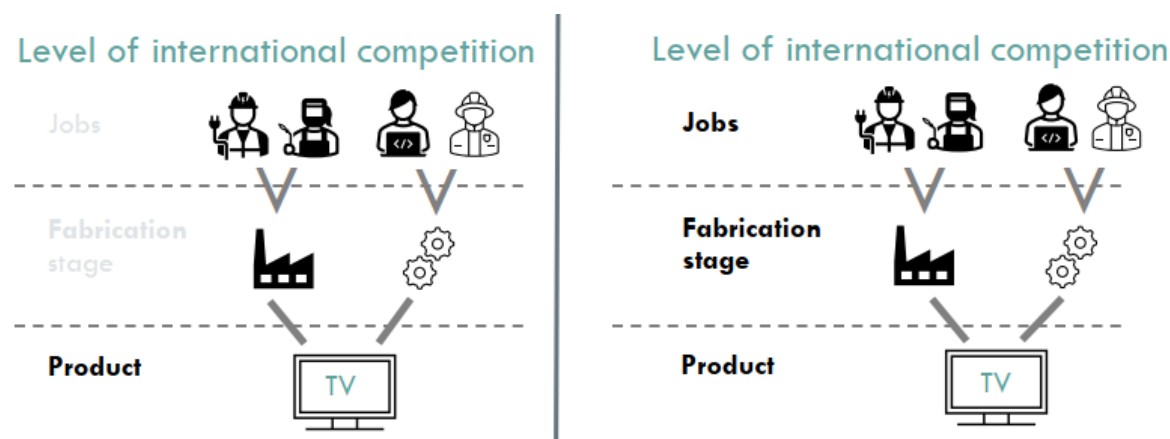 Level of international competition
Jobs
</>
Fabrication
stage
Product
TV
Level of international competition
Jobs
</>
Fabrication
stage
Product
TV